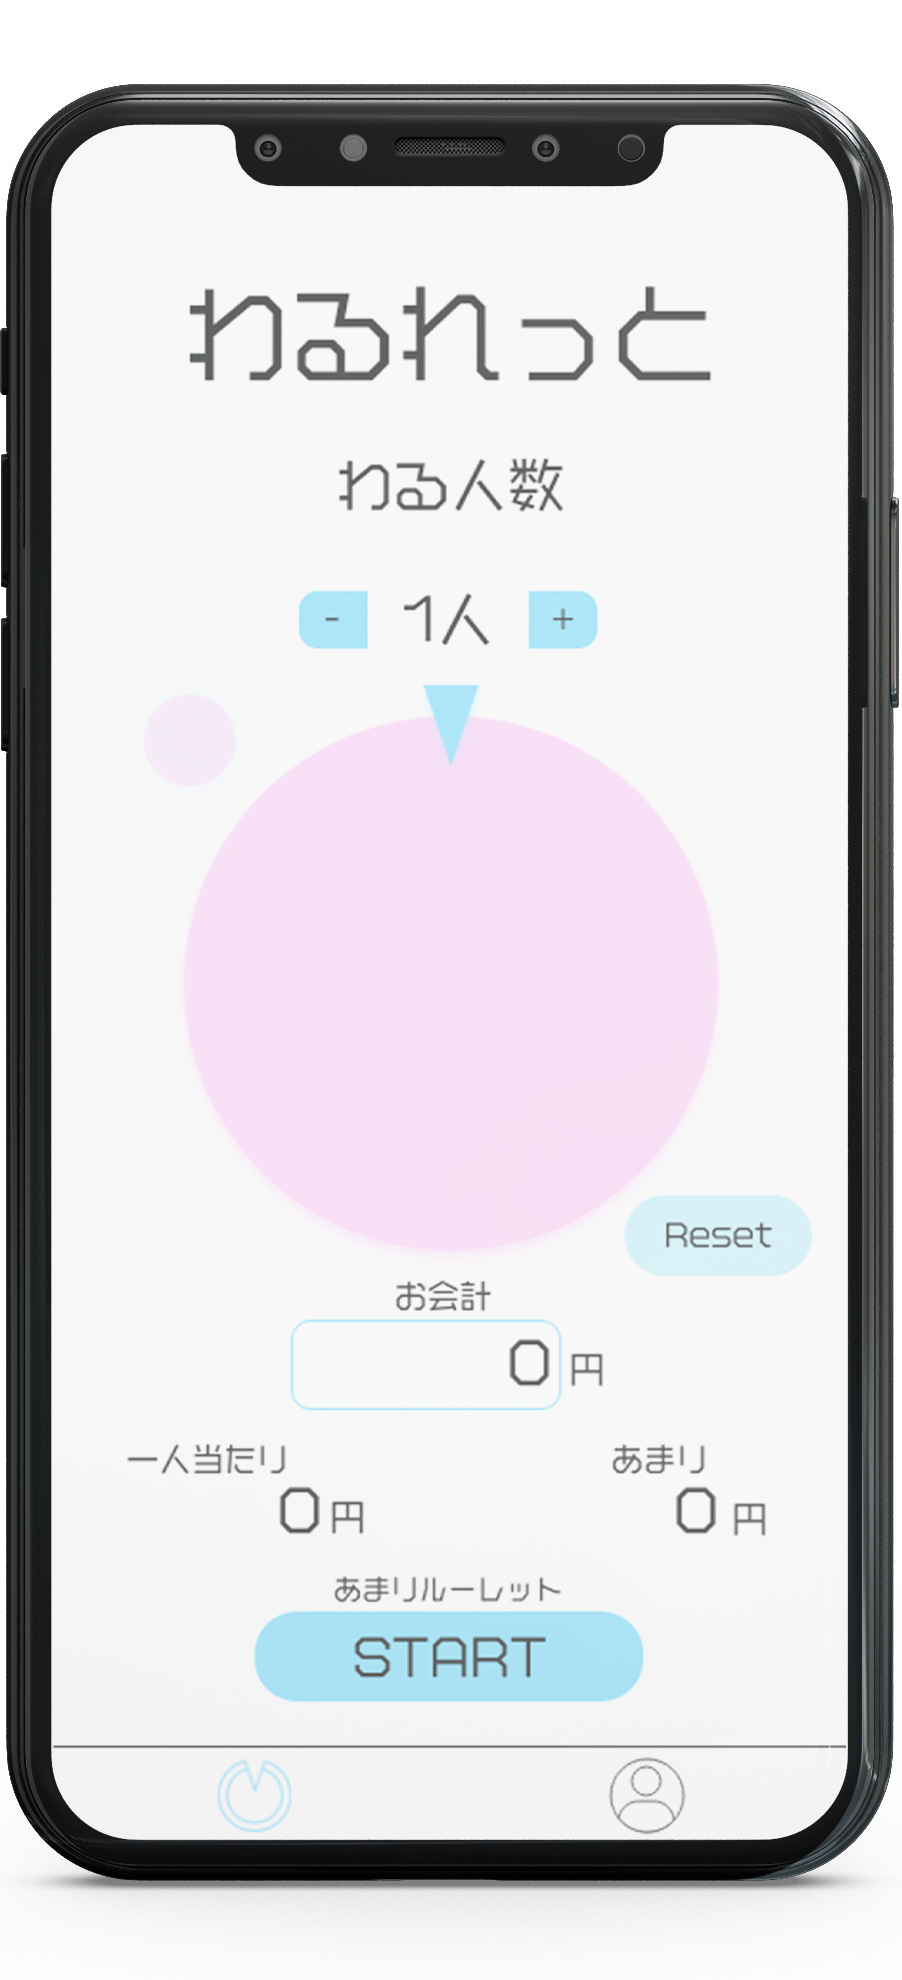 わるれっと
わる人数
- 1人 +
Reset
お会計
0 円
一人当たり あまり
0 円 0 円
あまりルーレット
START